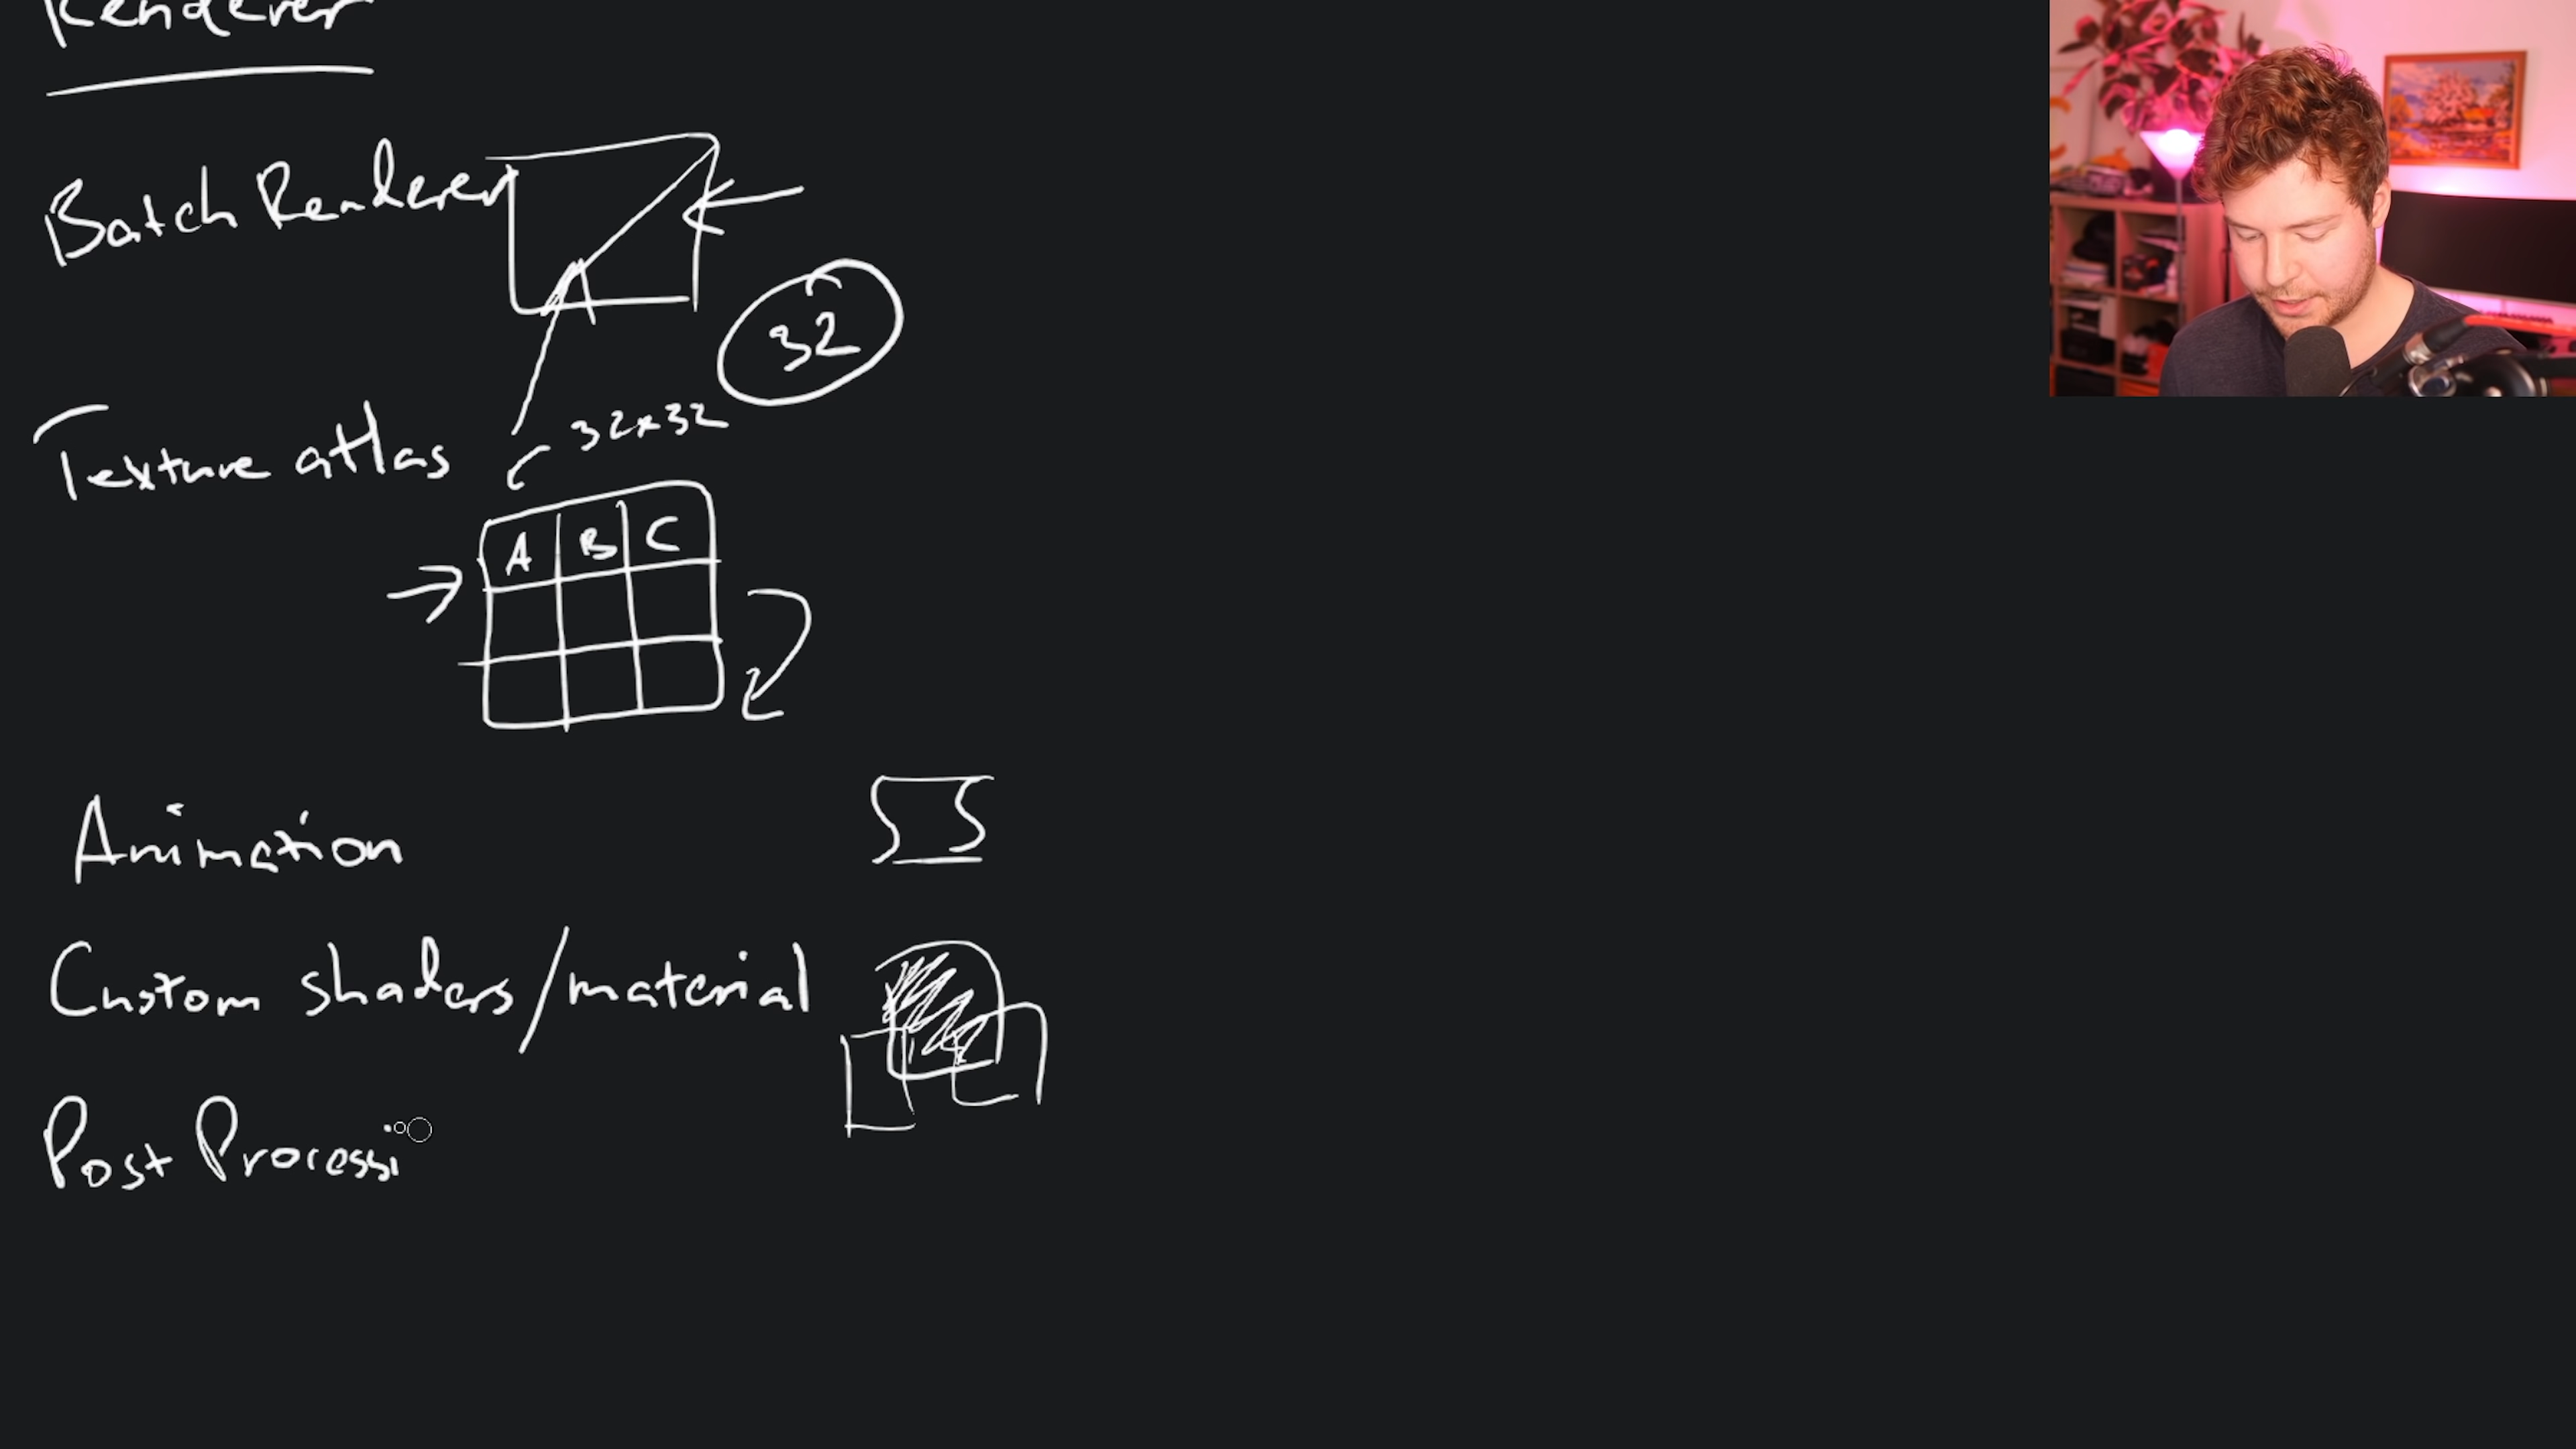 Renderer
Batch Renderer
32
Texture atlas
32x32
A B C
Animation
Custom shaders/material
Post Processi